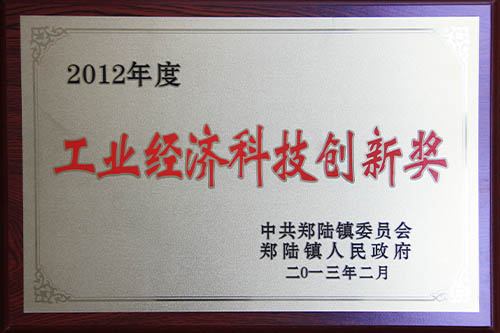 2012年度
工业经济科技创新奖
中共郑陆镇委员会
郑陆镇人民政府
二0一三年二月